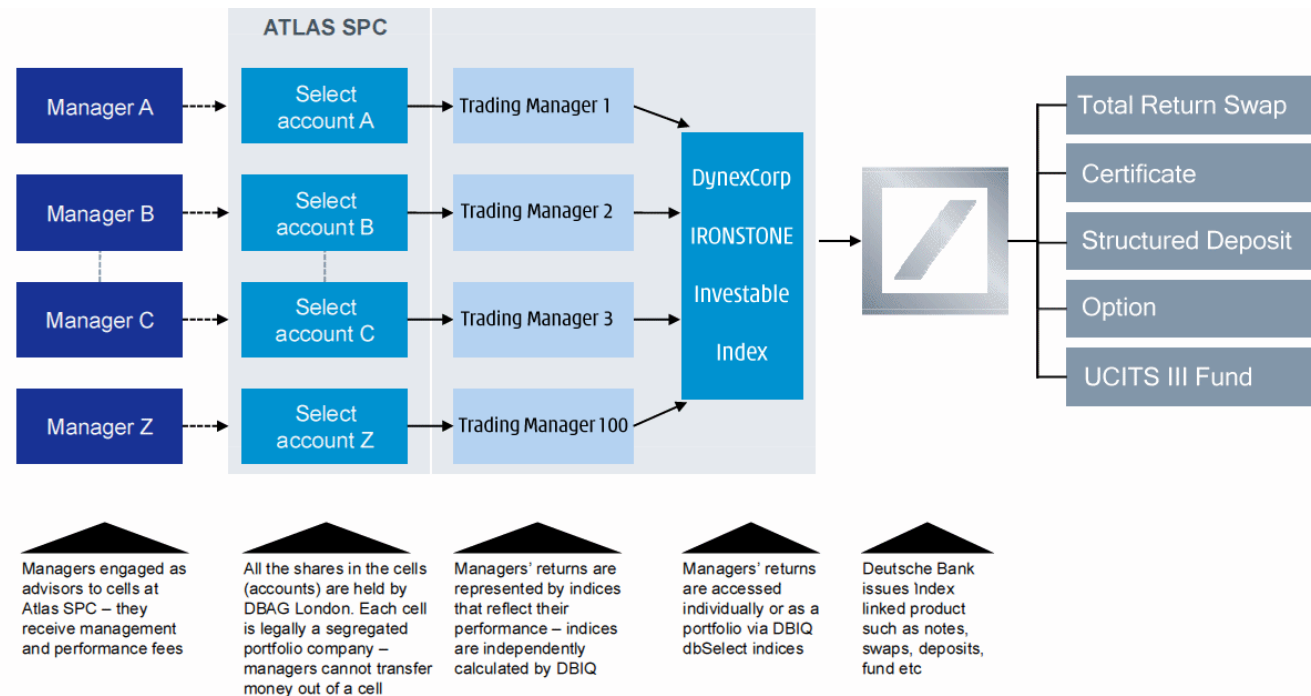 ATLAS SPC
Manager A
Select
account A
Trading Manager 1
Manager B
Select
account B
Trading Manager 2
Manager C
Select
account C
Trading Manager 3
Manager Z
Select
account Z
Trading Manager 100
DynexCorp
IRONSTONE
Investable
Index
Total Return Swap
Certificate
Structured Deposit
Option
UCITS III Fund
Managers engaged as
advisors to cells at
Atlas SPC – they
receive management
and performance fees
All the shares in the cells
(accounts) are held by
DBAG London. Each cell
is legally a segregated
portfolio company –
managers cannot transfer
money out of a cell
Managers' returns are
represented by indices
that reflect their
performance – indices
are independently
calculated by DBIQ
Managers' returns
are accessed
individually or as a
portfolio via DBIQ
dbSelect indices
Deutsche Bank
issues Index
linked product
such as notes,
swaps, deposits,
fund etc